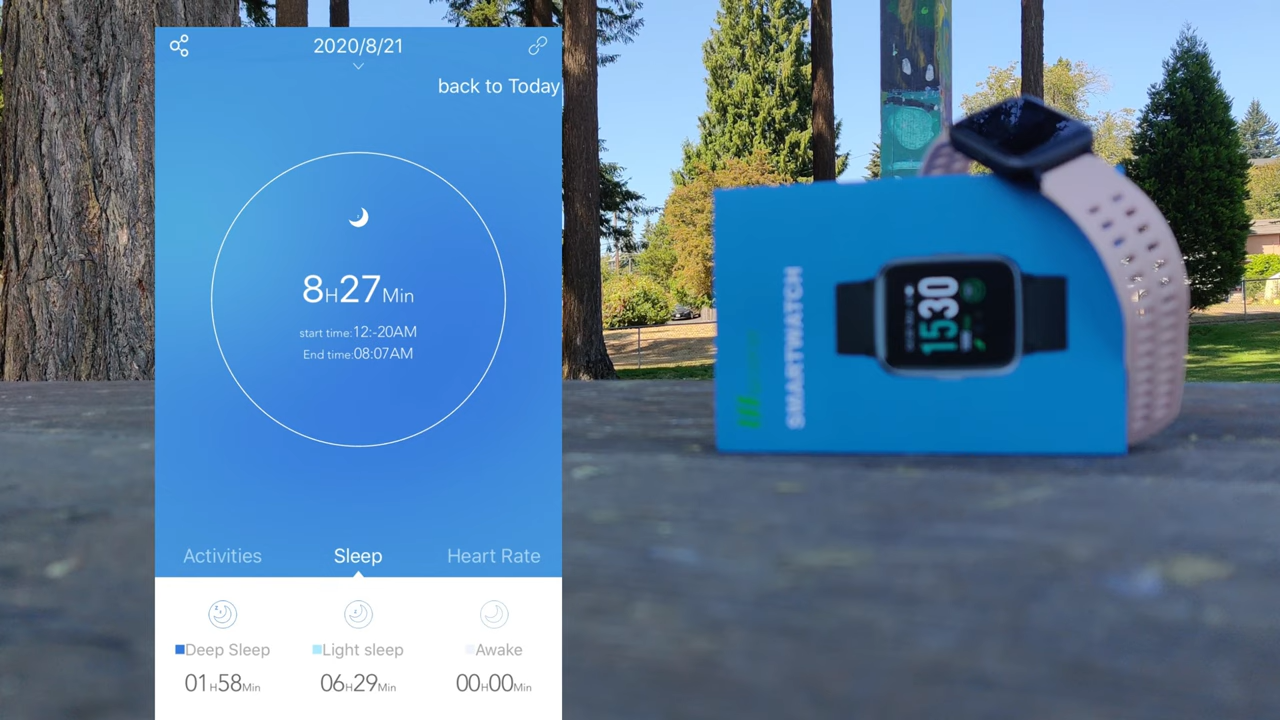 2020/8/21
back to Today
8H27Min
start time:12:-20AM
End time:08:07AM
Activities Sleep Heart Rate
Deep Sleep Light sleep Awake
01H58Min 06H29Min 00H00Min
SMARTWATCH
15:30